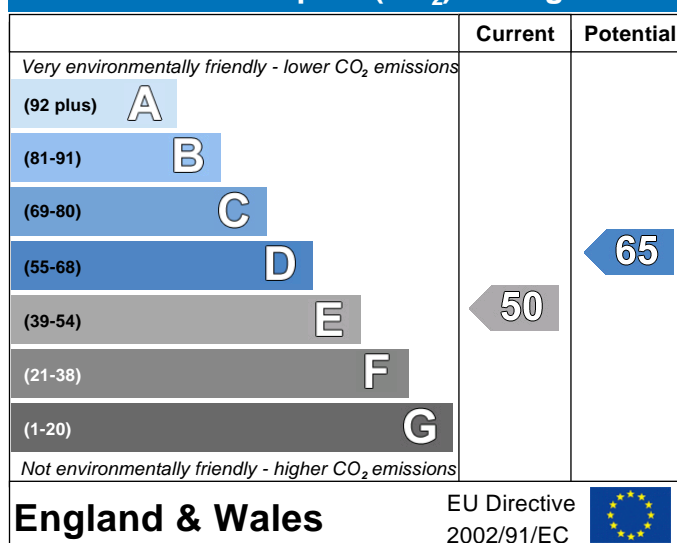 Current Potential
Very environmentally friendly - lower CO₂ emissions
(92 plus) A
(81-91) B
(69-80) C
(55-68) D
65
(39-54) E
50
(21-38) F
(1-20) G
Not environmentally friendly - higher CO₂ emissions
England & Wales
EU Directive
2002/91/EC